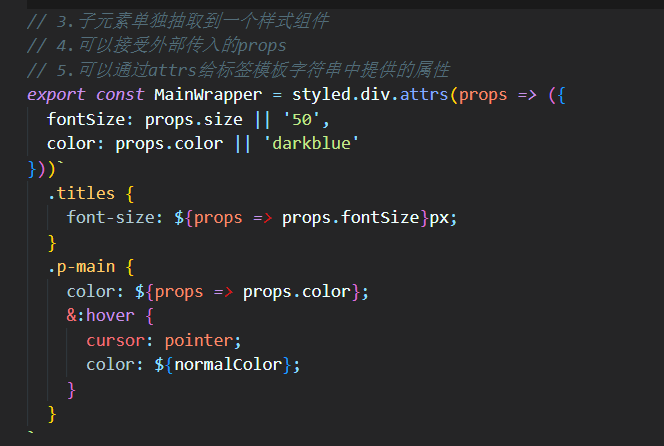 // 3.子元素单独抽取到一个样式组件
// 4.可以接受外部传入的props
// 5.可以通过attrs给标签模板字符串中提供的属性
export const MainWrapper = styled.div.attrs(props => ({
  fontSize: props.size || '50',
  color: props.color || 'darkblue'
}))`
  .titles {
    font-size: ${props => props.fontSize}px;
  }
  .p-main {
    color: ${props => props.color};
    &:hover {
      cursor: pointer;
      color: ${normalColor};
    }
  }
`